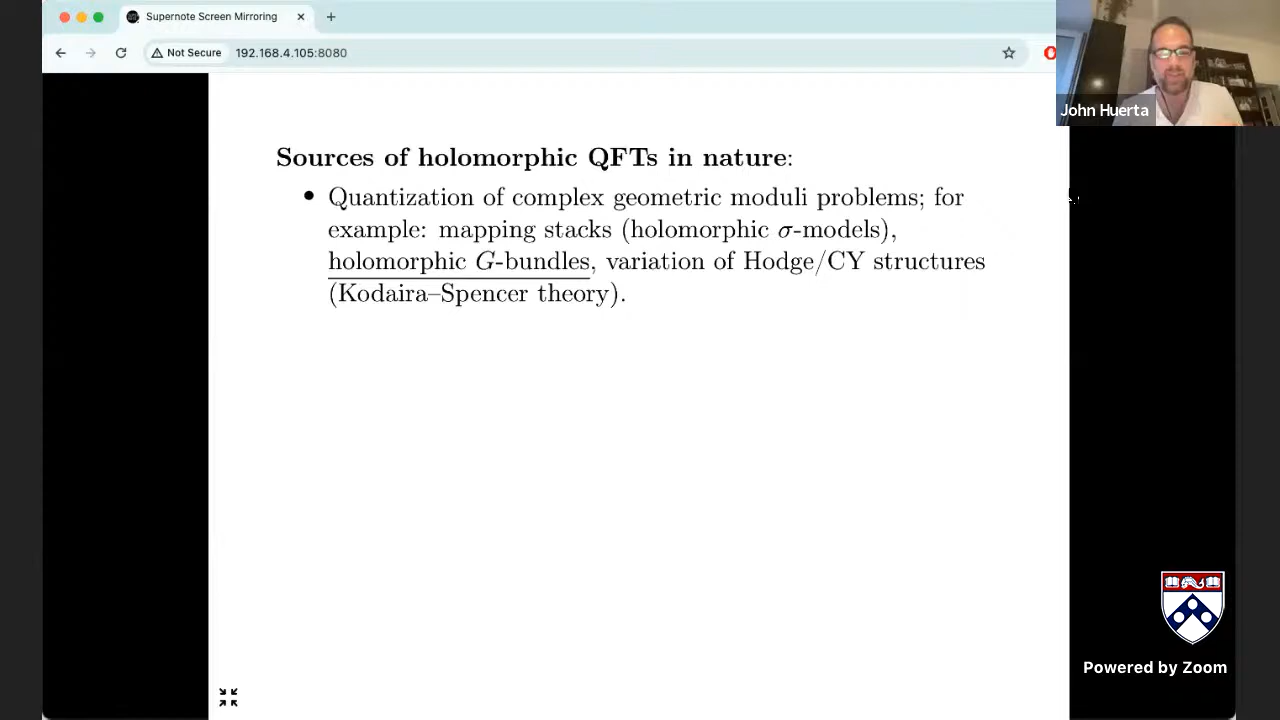 Supernote Screen Mirroring
Not Secure 192.168.4.105:8080
John Huerta
Sources of holomorphic QFTs in nature:
• Quantization of complex geometric moduli problems; for
example: mapping stacks (holomorphic σ-models),
holomorphic G-bundles, variation of Hodge/CY structures
(Kodaira–Spencer theory).
Powered by Zoom